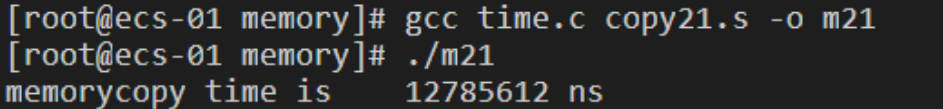 [root@ecs-01 memory]# gcc time.c copy21.s -o m21
[root@ecs-01 memory]# ./m21
memorycopy time is    12785612 ns